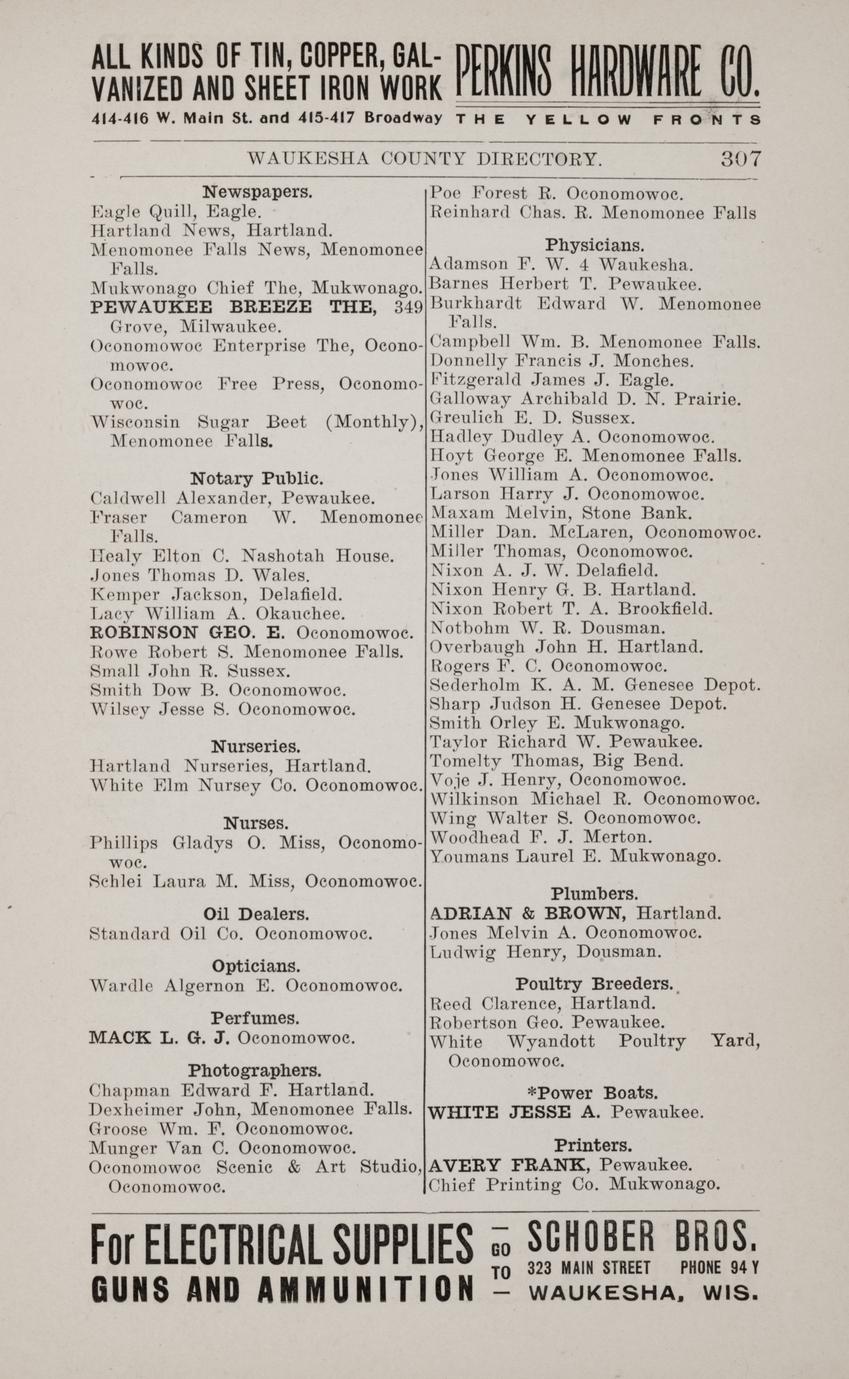 ALL KINDS OF TIN, COPPER, GAL-
VANIZED AND SHEET IRON WORK
414-416 W. Main St. and 415-417 Broadway
PERKINS HARDWARE CO.
THE YELLOW FRONTS
WAUKESHA COUNTY DIRECTORY. 307
Newspapers.
Eagle Quill, Eagle.
Hartland News, Hartland.
Menomonee Falls News, Menomonee
Falls.
Mukwonago Chief The, Mukwonago.
PEWAUKEE BREEZE THE, 349
Grove, Milwaukee.
Oconomowoc Enterprise The, Ocono-
mowoc.
Oconomowoc Free Press, Oconomo-
woc.
Wisconsin Sugar Beet (Monthly),
Menomonee Falls.
Notary Public.
Caldwell Alexander, Pewaukee.
Fraser Cameron W. Menomonee
Falls.
Healy Elton C. Nashotah House.
Jones Thomas D. Wales.
Kemper Jackson, Delafield.
Lacy William A. Okauchee.
ROBINSON GEO. E. Oconomowoc.
Rowe Robert S. Menomonee Falls.
Small John R. Sussex.
Smith Dow B. Oconomowoc.
Wilsey Jesse S. Oconomowoc.
Nurseries.
Hartland Nurseries, Hartland.
White Elm Nursey Co. Oconomowoc.
Nurses.
Phillips Gladys O. Miss, Oconomo-
woc.
Schlei Laura M. Miss, Oconomowoc.
Oil Dealers.
Standard Oil Co. Oconomowoc.
Opticians.
Wardle Algernon E. Oconomowoc.
Perfumes.
MACK L. G. J. Oconomowoc.
Photographers.
Chapman Edward F. Hartland.
Dexheimer John, Menomonee Falls.
Groose Wm. F. Oconomowoc.
Munger Van C. Oconomowoc.
Oconomowoc Scenic & Art Studio,
Oconomowoc.
Poe Forest R. Oconomowoc.
Reinhard Chas. R. Menomonee Falls
Physicians.
Adamson F. W. 4 Waukesha.
Barnes Herbert T. Pewaukee.
Burkhardt Edward W. Menomonee
Falls.
Campbell Wm. B. Menomonee Falls.
Donnelly Francis J. Monches.
Fitzgerald James J. Eagle.
Galloway Archibald D. N. Prairie.
Greulich E. D. Sussex.
Hadley Dudley A. Oconomowoc.
Hoyt George E. Menomonee Falls.
Jones William A. Oconomowoc.
Larson Harry J. Oconomowoc.
Maxam Melvin, Stone Bank.
Miller Dan. McLaren, Oconomowoc.
Miller Thomas, Oconomowoc.
Nixon A. J. W. Delafield.
Nixon Henry G. B. Hartland.
Nixon Robert T. A. Brookfield.
Notbohm W. R. Dousman.
Overbaugh John H. Hartland.
Rogers F. C. Oconomowoc.
Sederholm K. A. M. Genesee Depot.
Sharp Judson H. Genesee Depot.
Smith Orley E. Mukwonago.
Taylor Richard W. Pewaukee.
Tomelty Thomas, Big Bend.
Voje J. Henry, Oconomowoc.
Wilkinson Michael R. Oconomowoc.
Wing Walter S. Oconomowoc.
Woodhead F. J. Merton.
Youmans Laurel E. Mukwonago.
Plumbers.
ADRIAN & BROWN, Hartland.
Jones Melvin A. Oconomowoc.
Ludwig Henry, Dousman.
Poultry Breeders.
Reed Clarence, Hartland.
Robertson Geo. Pewaukee.
White Wyandott Poultry Yard,
Oconomowoc.
*Power Boats.
WHITE JESSE A. Pewaukee.
Printers.
AVERY FRANK, Pewaukee.
Chief Printing Co. Mukwonago.
For ELECTRICAL SUPPLIES
GUNS AND AMMUNITION
GO
TO
SCHOBER BROS.
323 MAIN STREET PHONE 94 Y
WAUKESHA, WIS.